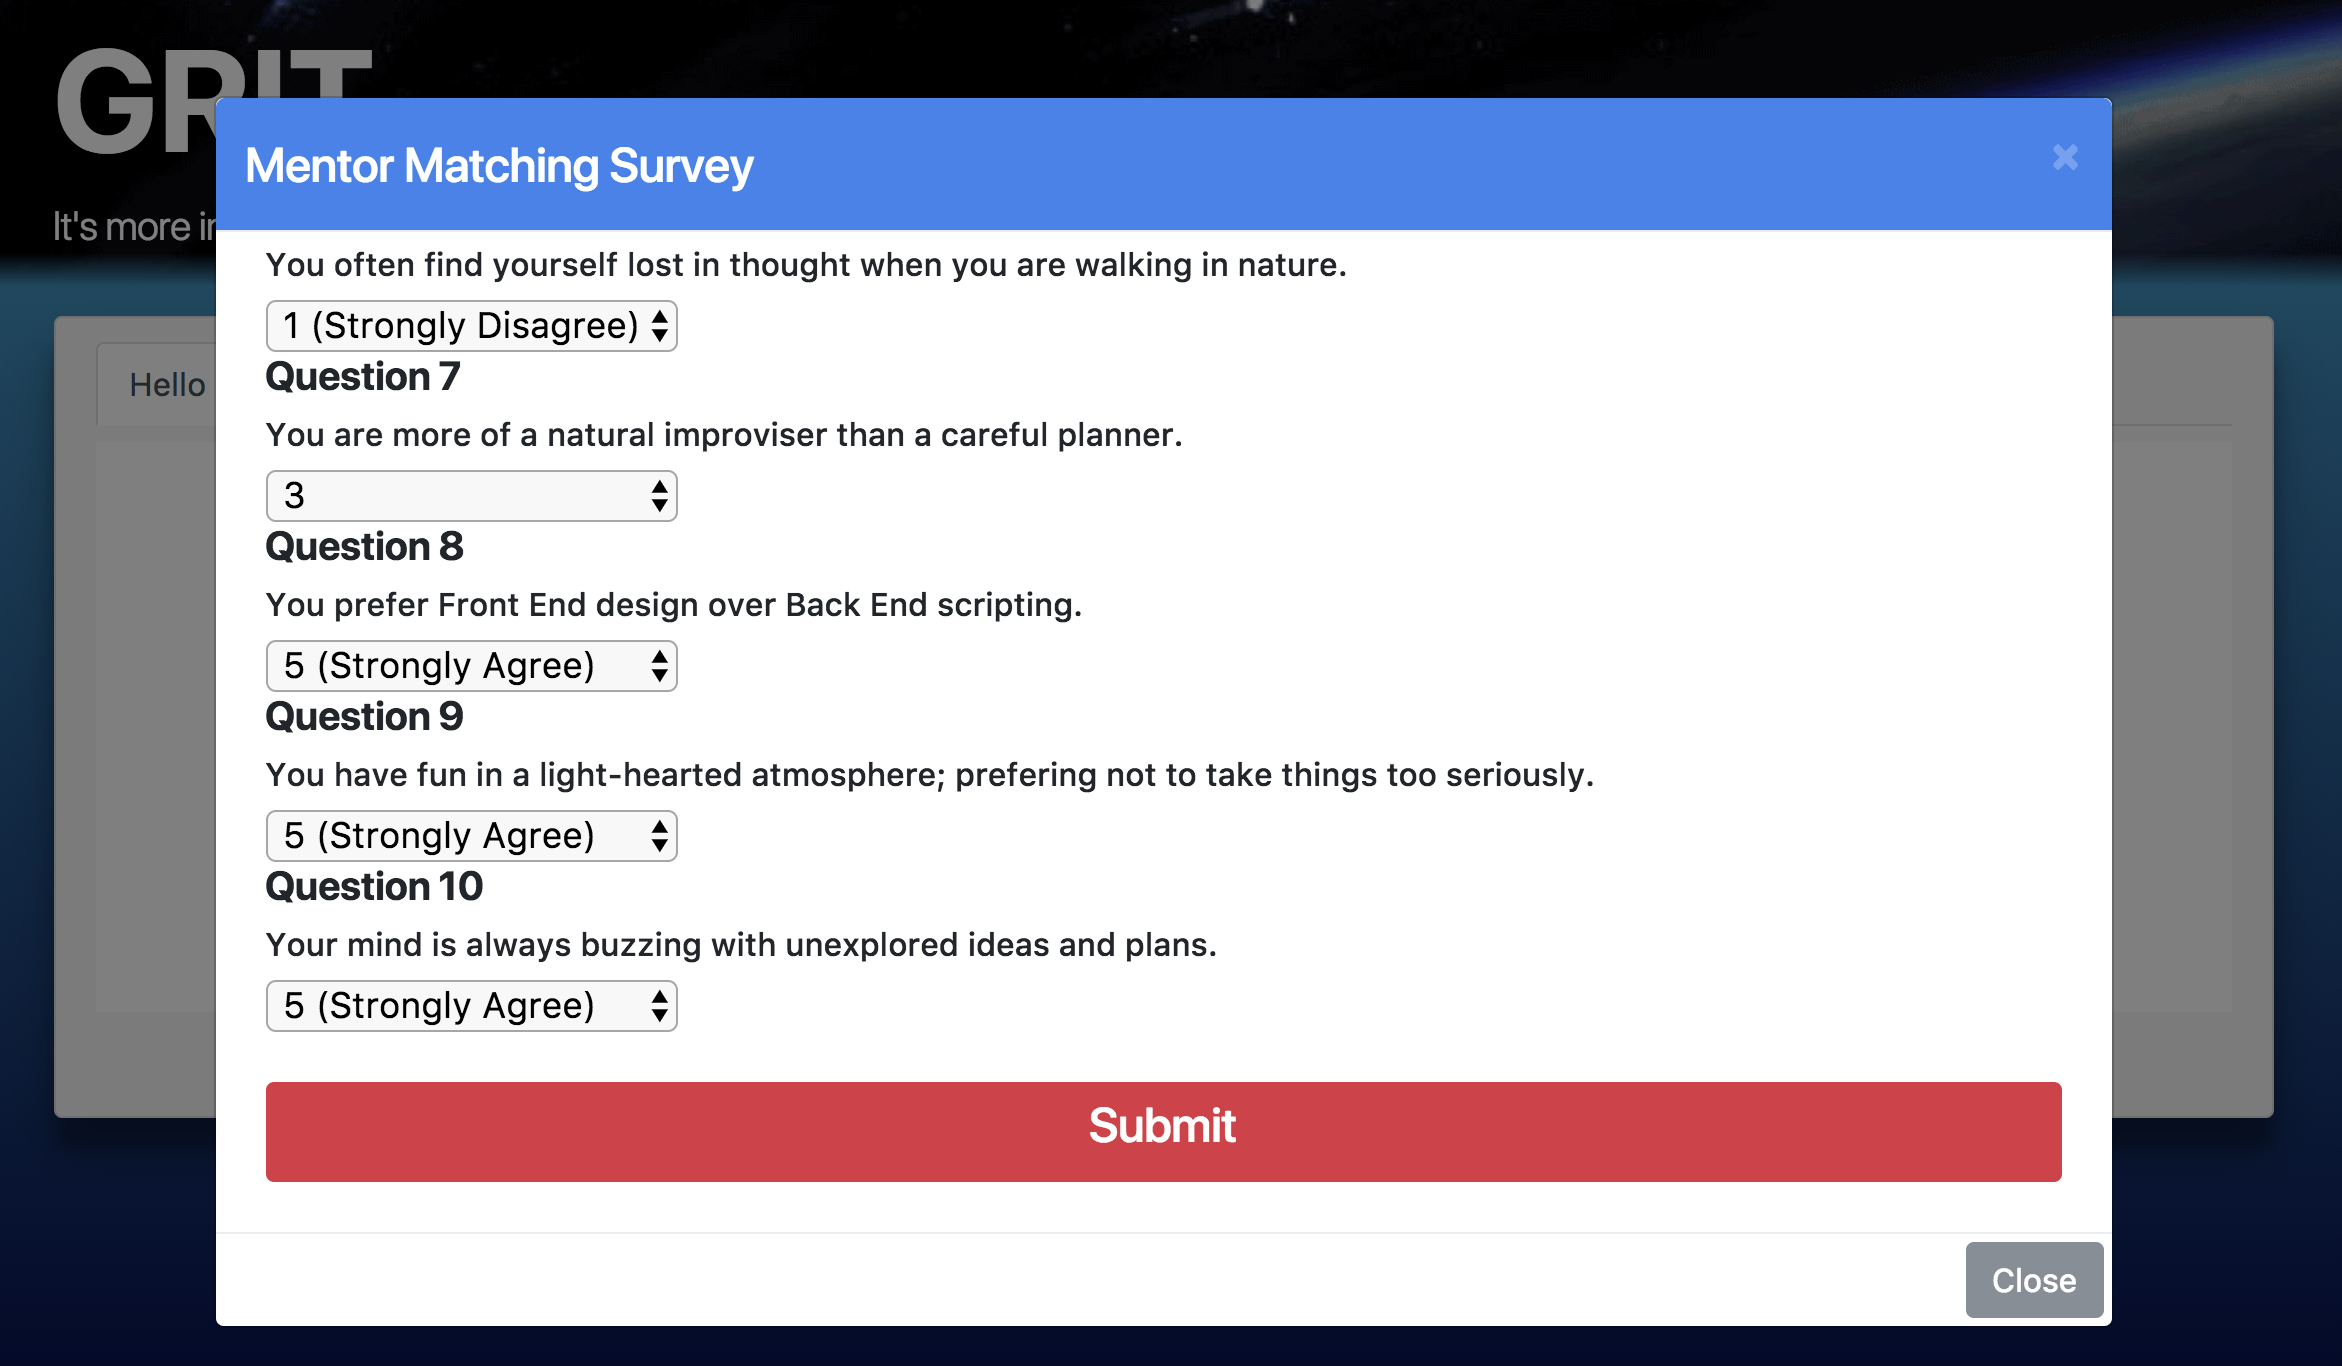 GRIT
Mentor Matching Survey
×
It's more
You often find yourself lost in thought when you are walking in nature.
1 (Strongly Disagree)
Hello
Question 7
You are more of a natural improviser than a careful planner.
3
Question 8
You prefer Front End design over Back End scripting.
5 (Strongly Agree)
Question 9
You have fun in a light-hearted atmosphere; prefering not to take things too seriously.
5 (Strongly Agree)
Question 10
Your mind is always buzzing with unexplored ideas and plans.
5 (Strongly Agree)
Submit
Close